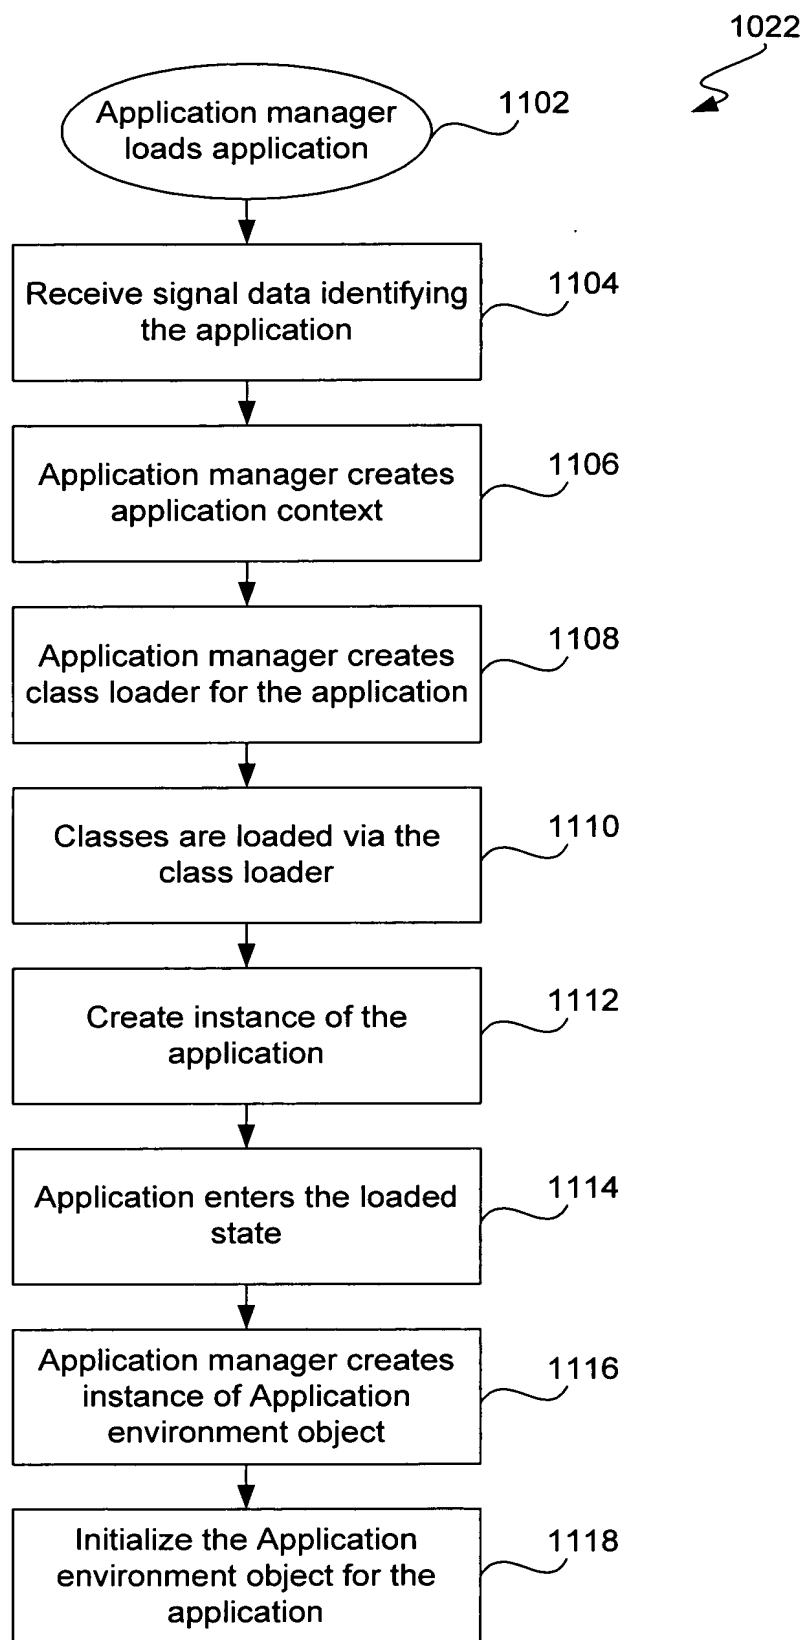 1022
Application manager
loads application
1102
Receive signal data identifying
the application
1104
Application manager creates
application context
1106
Application manager creates
class loader for the application
1108
Classes are loaded via the
class loader
1110
Create instance of the
application
1112
Application enters the loaded
state
1114
Application manager creates
instance of Application
environment object
1116
Initialize the Application
environment object for the
application
1118